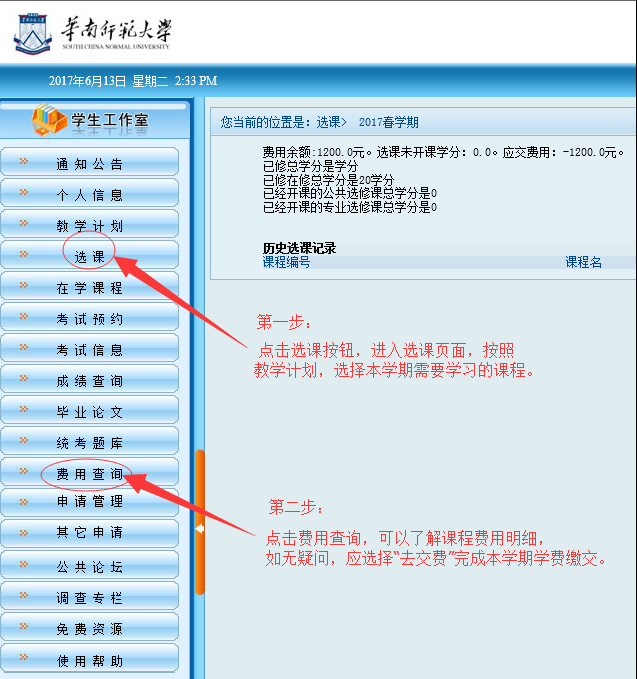 華南师范大学
SOUTH CHINA NORMAL UNIVERSITY
2017年6月13日 星期二 2:33 PM
学生工作室
您当前的位置是：选课> 2017春学期
通知公告
个人信息
教学计划
选课
在学课程
考试预约
考试信息
成绩查询
毕业论文
统考题库
费用查询
申请管理
其它申请
公共论坛
调查专栏
免费资源
使用帮助
费用余额:1200.0元。选课未开课学分：0.0。应交费用：-1200.0元。
已修总学分是学分
已修在修总学分是20学分
已经开课的公共选修课总学分是0
已经开课的专业选修课总学分是0
历史选课记录
课程编号 课程名
第一步：
点击选课按钮，进入选课页面，按照
教学计划，选择本学期需要学习的课程。
第二步：
点击费用查询，可以了解课程费用明细，
如无疑问，应选择“去交费”完成本学期学费缴交。